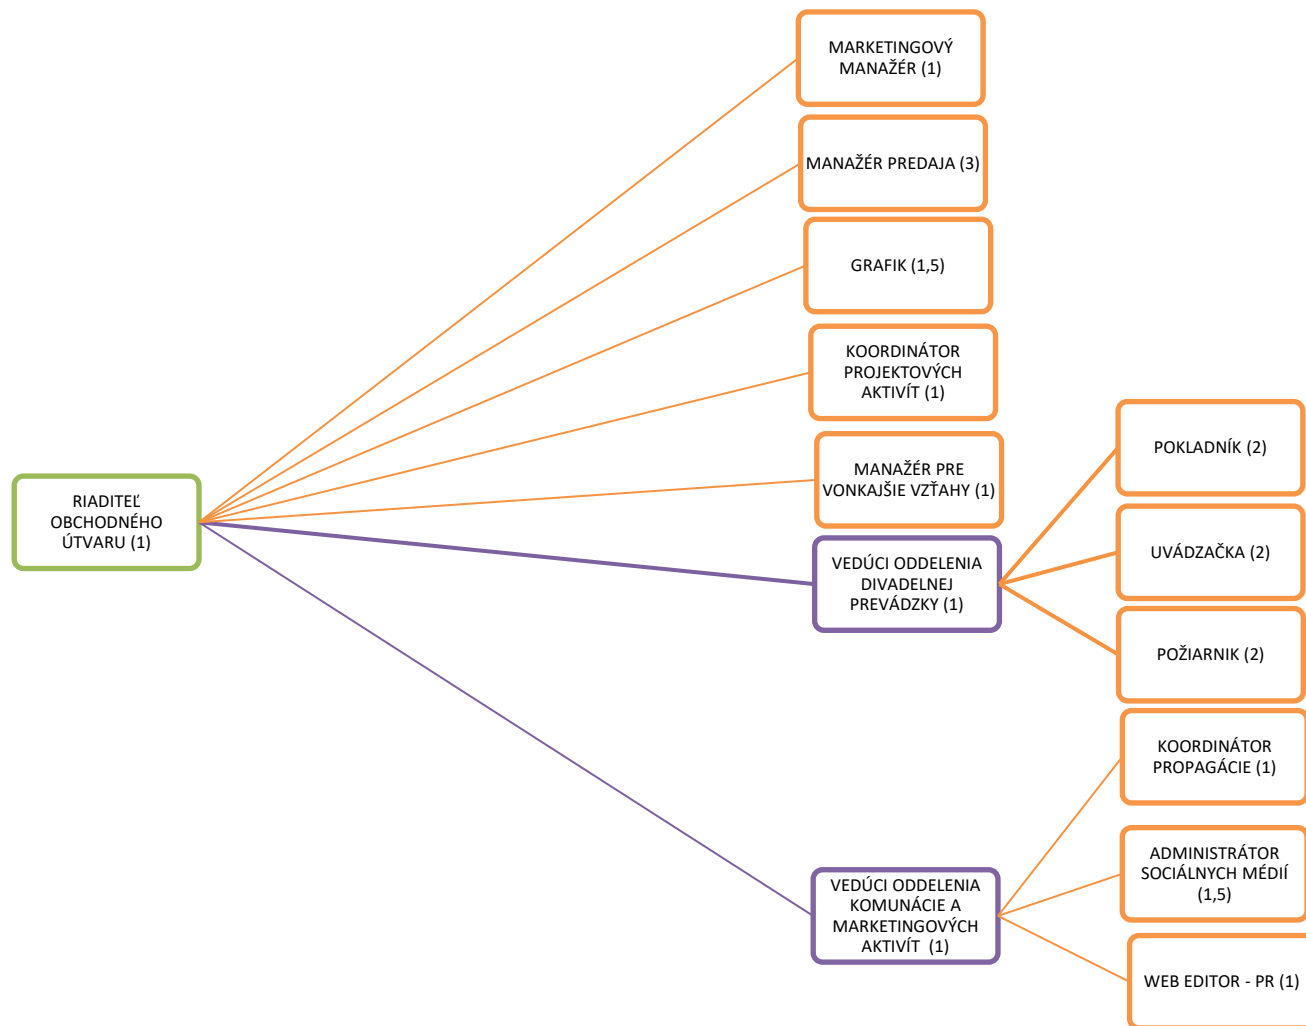 MARKETINGOVÝ
MANAŽÉR (1)
MANAŽÉR PREDAJA (3)
GRAFIK (1,5)
KOORDINÁTOR
PROJEKTOVÝCH
AKTIVÍT (1)
MANAŽÉR PRE
VONKAJŠIE VZŤAHY (1)
RIADITEĽ
OBCHODNÉHO
ÚTVARU (1)
VEDÚCI ODDELENIA
DIVADELNEJ
PREVÁDZKY (1)
POKLADNÍK (2)
UVÁDZAČKA (2)
POŽIARNIK (2)
VEDÚCI ODDELENIA
KOMUNÁCIE A
MARKETINGOVÝCH
AKTIVÍT (1)
KOORDINÁTOR
PROPAGÁCIE (1)
ADMINISTRÁTOR
SOCIÁLNYCH MÉDIÍ
(1,5)
WEB EDITOR - PR (1)